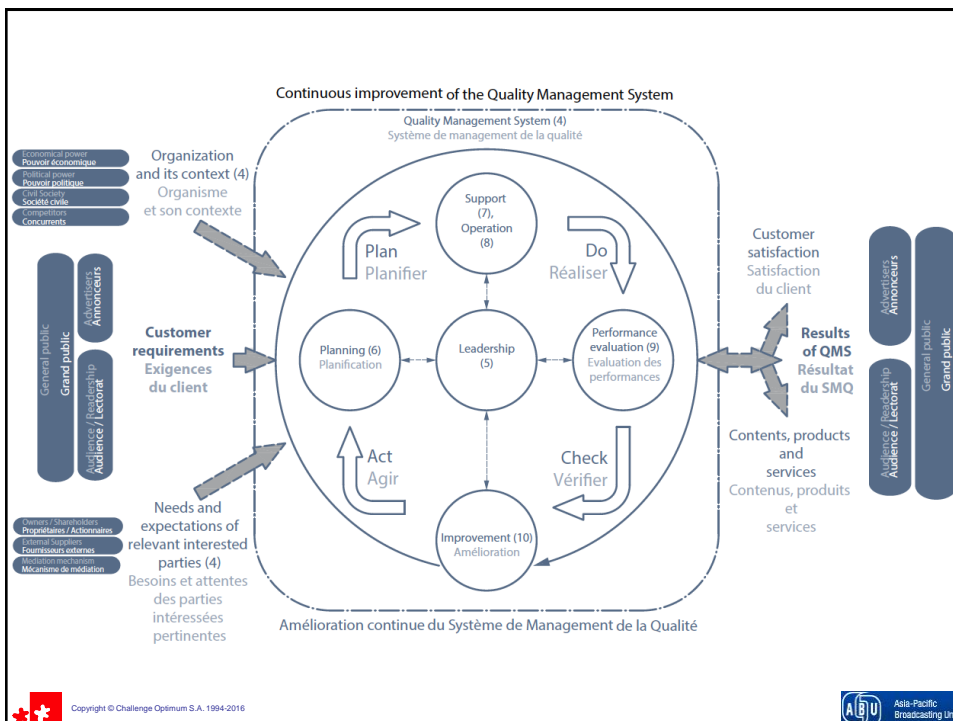 Continuous improvement of the Quality Management System
Quality Management System (4)
Système de management de la qualité
Economical power
Pouvoir économique
Political power
Pouvoir politique
Civil Society
Société civile
Competitors
Concurrents
Organization
and its context (4)
Organisme
et son contexte
General public
Grand public
Advertisers
Annonceurs
Audience / Readership
Audience / Lectorat
Customer
requirements
Exigences
du client
Owners / Shareholders
Propriétaires / Actionnaires
External Suppliers
Fournisseurs externes
Mediation mechanism
Mécanisme de médiation
Needs and
expectations of
relevant interested
parties (4)
Besoins et attentes
des parties
intéressées
pertinentes
Plan
Planifier
Support
(7),
Operation
(8)
Do
Réaliser
Planning (6)
Planification
Leadership
(5)
Performance
evaluation (9)
Evaluation des
performances
Act
Agir
Check
Vérifier
Improvement (10)
Amélioration
Customer
satisfaction
Satisfaction
du client
Results
of QMS
Résultat
du SMQ
Contents, products
and
services
Contenus, produits
et
services
Advertisers
Annonceurs
Audience / Readership
Audience / Lectorat
General public
Grand public
Amélioration continue du Système de Management de la Qualité
Copyright © Challenge Optimum S.A. 1994-2016
ABU
Asia-Pacific
Broadcasting Un